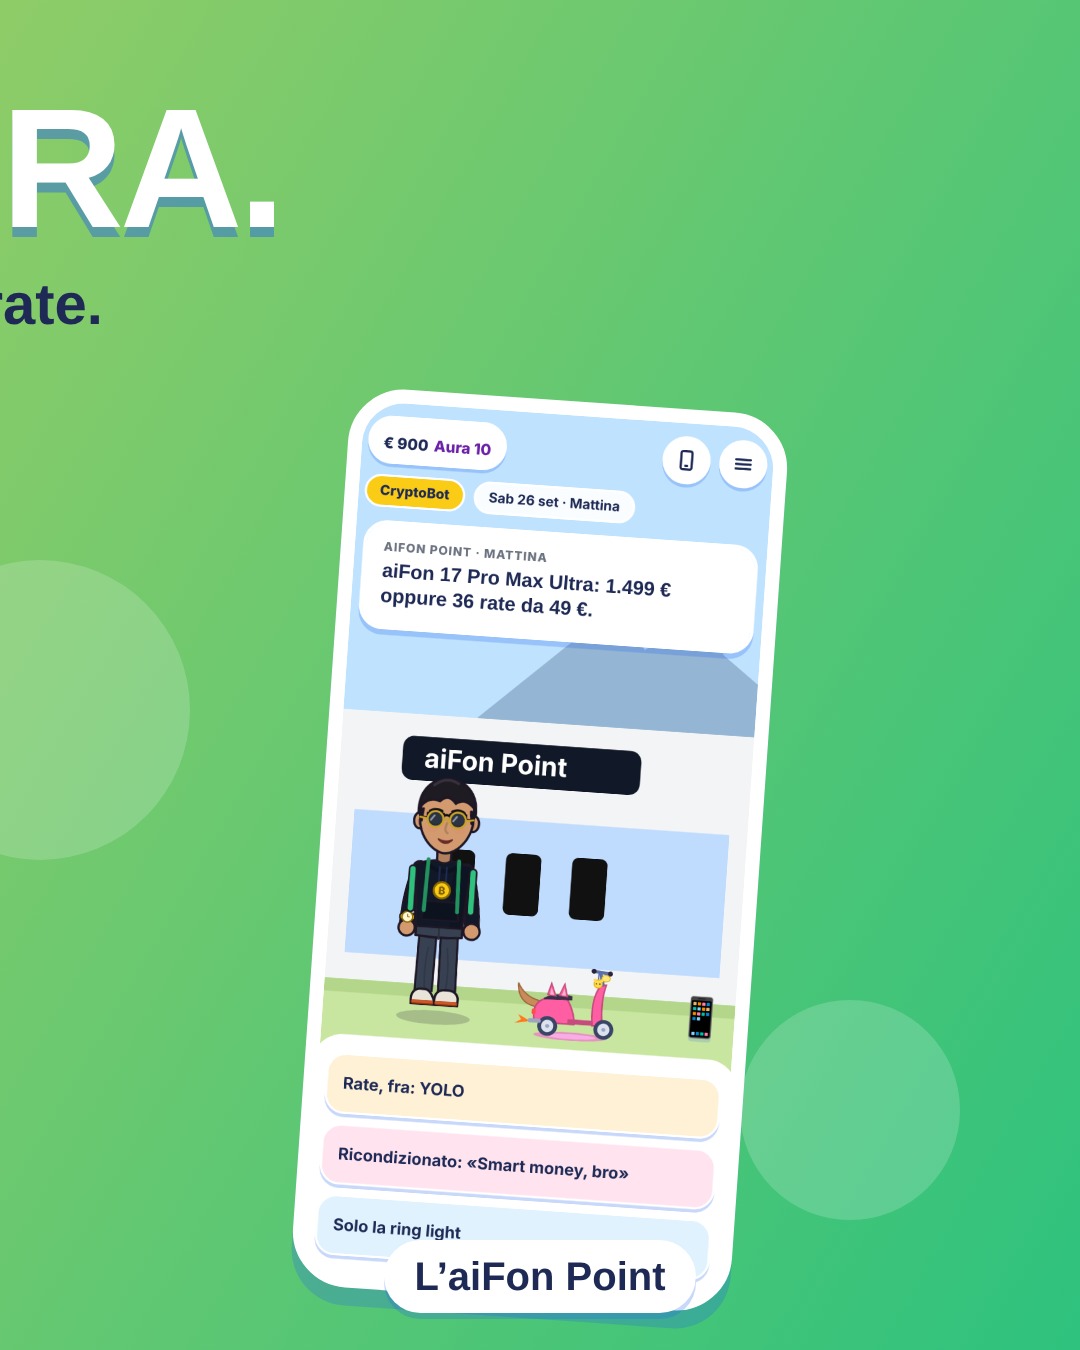 RA.
rate.
€ 900 Aura 10
CryptoBot
Sab 26 set · Mattina
AIFON POINT · MATTINA
aiFon 17 Pro Max Ultra: 1.499 €
oppure 36 rate da 49 €.
aiFon Point
Rate, fra: YOLO
Ricondizionato: «Smart money, bro»
Solo la ring light
L’aiFon Point